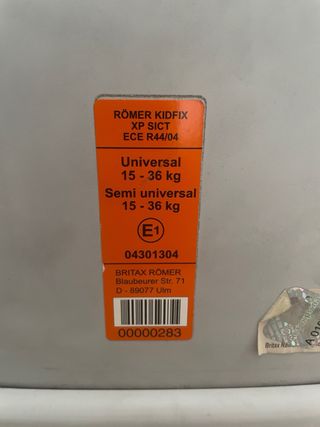 RÖMER KIDFIX
XP SICT
ECE R44/04
Universal
15 - 36 kg
Semi universal
15 - 36 kg
E1
04301304
BRITAX RÖMER
Blaubeurer Str. 71
D - 89077 Ulm
00000283
Britax